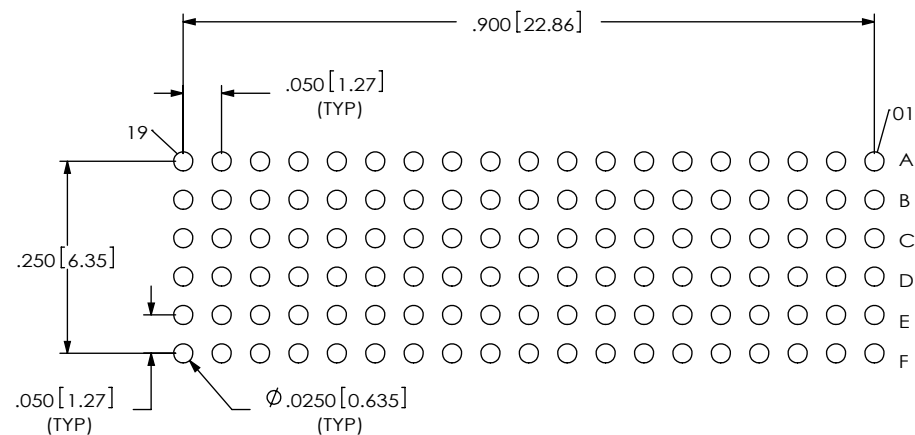 .900[22.86]
.050[1.27]
(TYP)
19
01
A
B
C
.250[6.35]
D
E
F
.050[1.27]
(TYP)
Ø.0250[0.635]
(TYP)